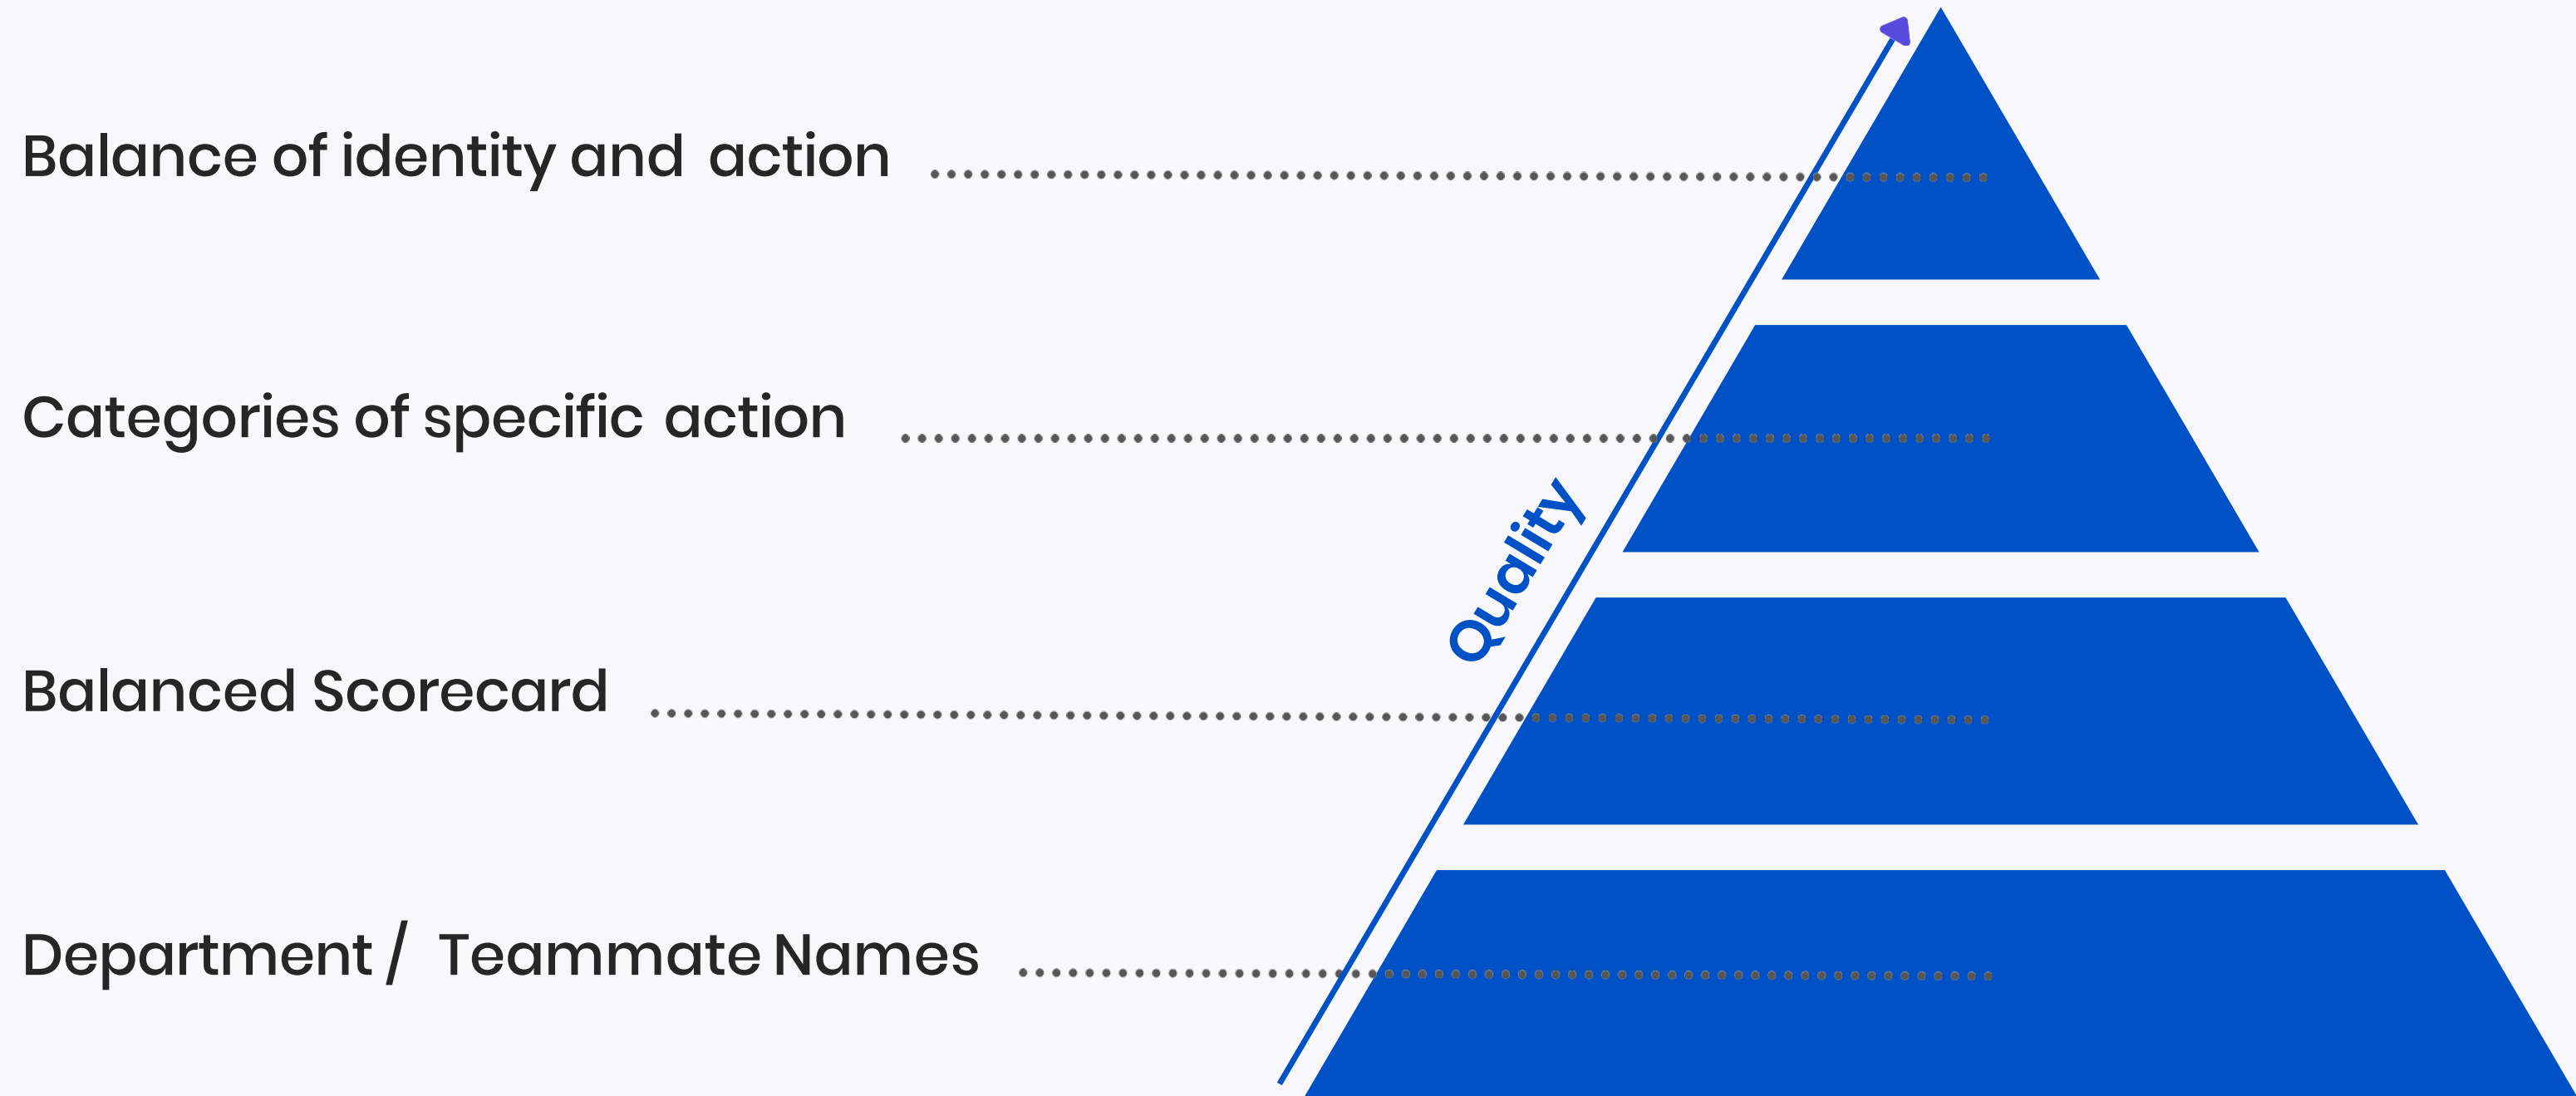 Balance of identity and action
Categories of specific action
Quality
Balanced Scorecard
Department / Teammate Names